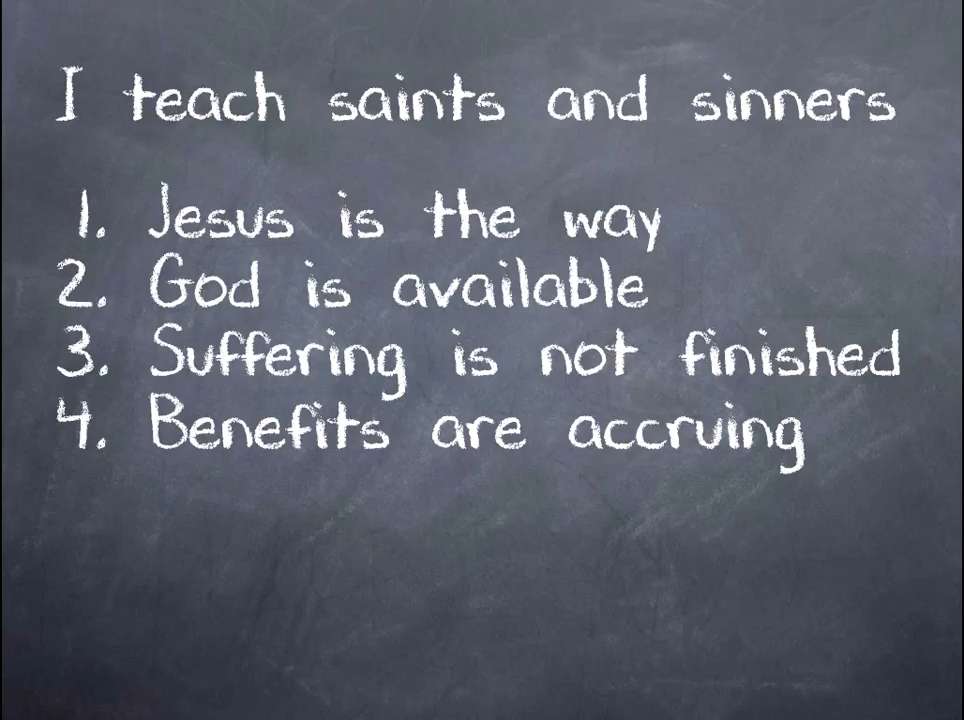 I teach saints and sinners
1. Jesus is the way
2. God is available
3. Suffering is not finished
4. Benefits are accruing